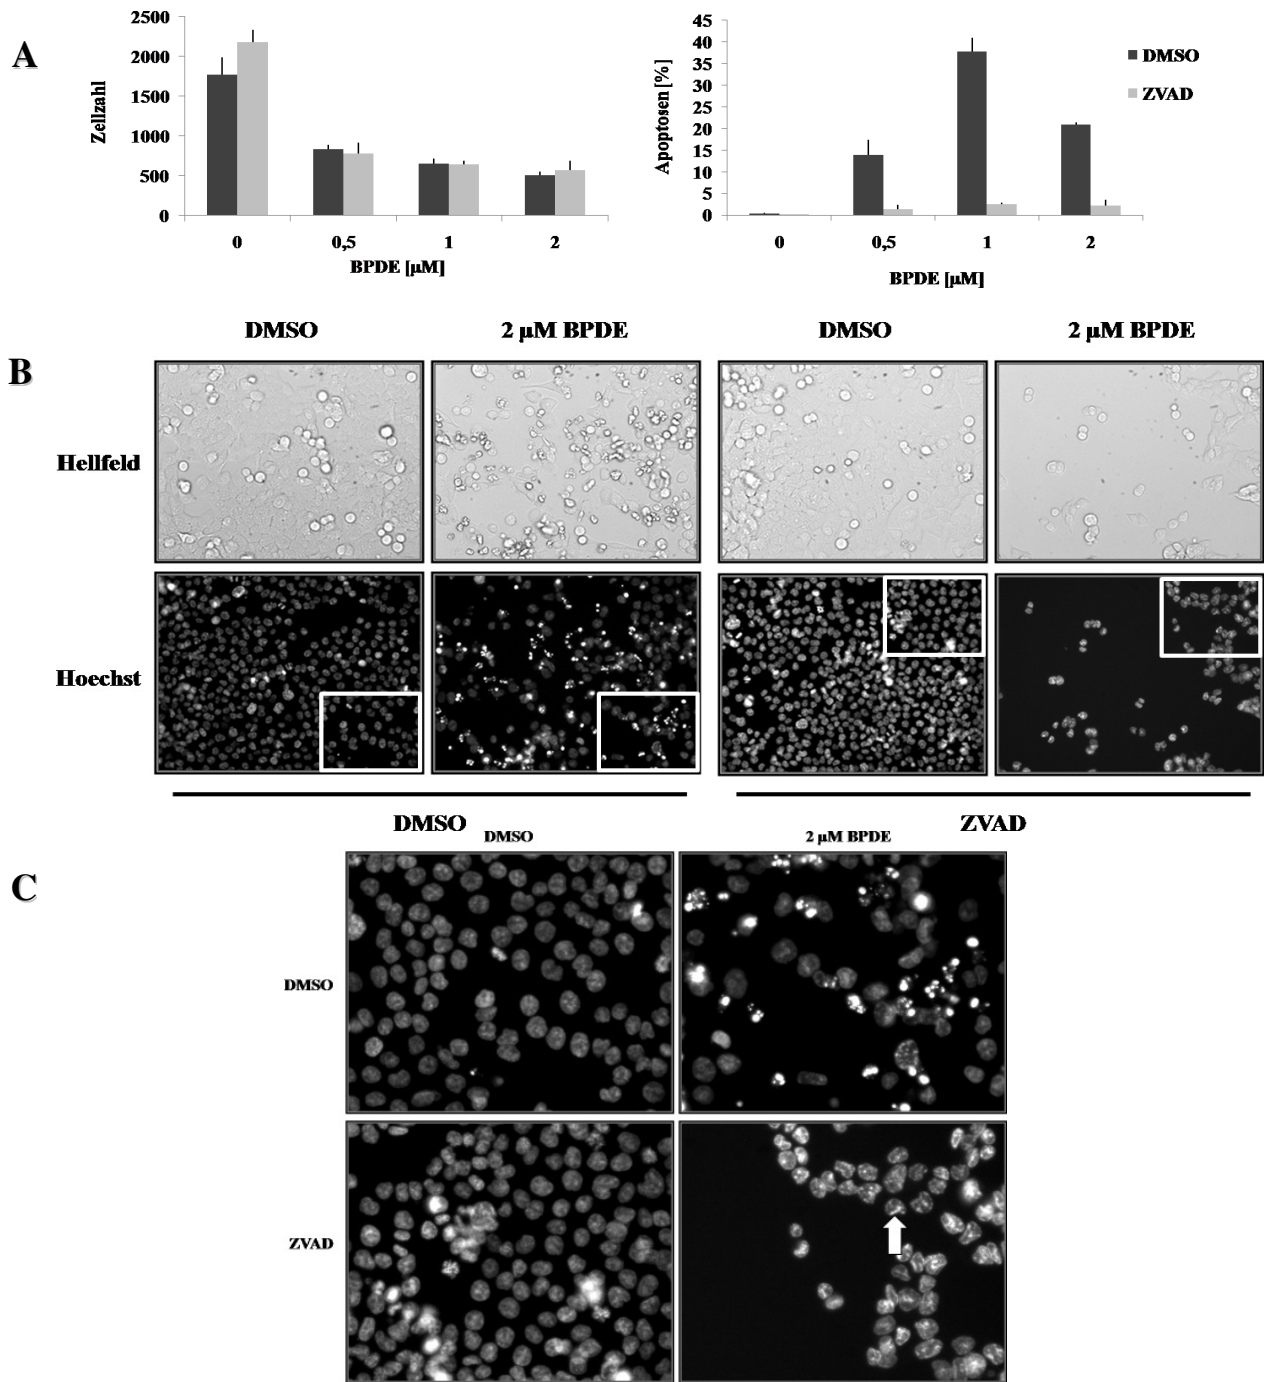 A
2500
2000
1500
1000
500
0
Zellzahl
0
0,5
1
2
BPDE [µM]
45
40
35
30
25
20
15
10
5
0
Apoptosen [%]
0
0,5
1
2
BPDE [µM]
DMSO
ZVAD
B
DMSO
2 µM BPDE
DMSO
2 µM BPDE
Hellfeld
Hoechst
DMSO
ZVAD
C
DMSO
2 µM BPDE
DMSO
ZVAD